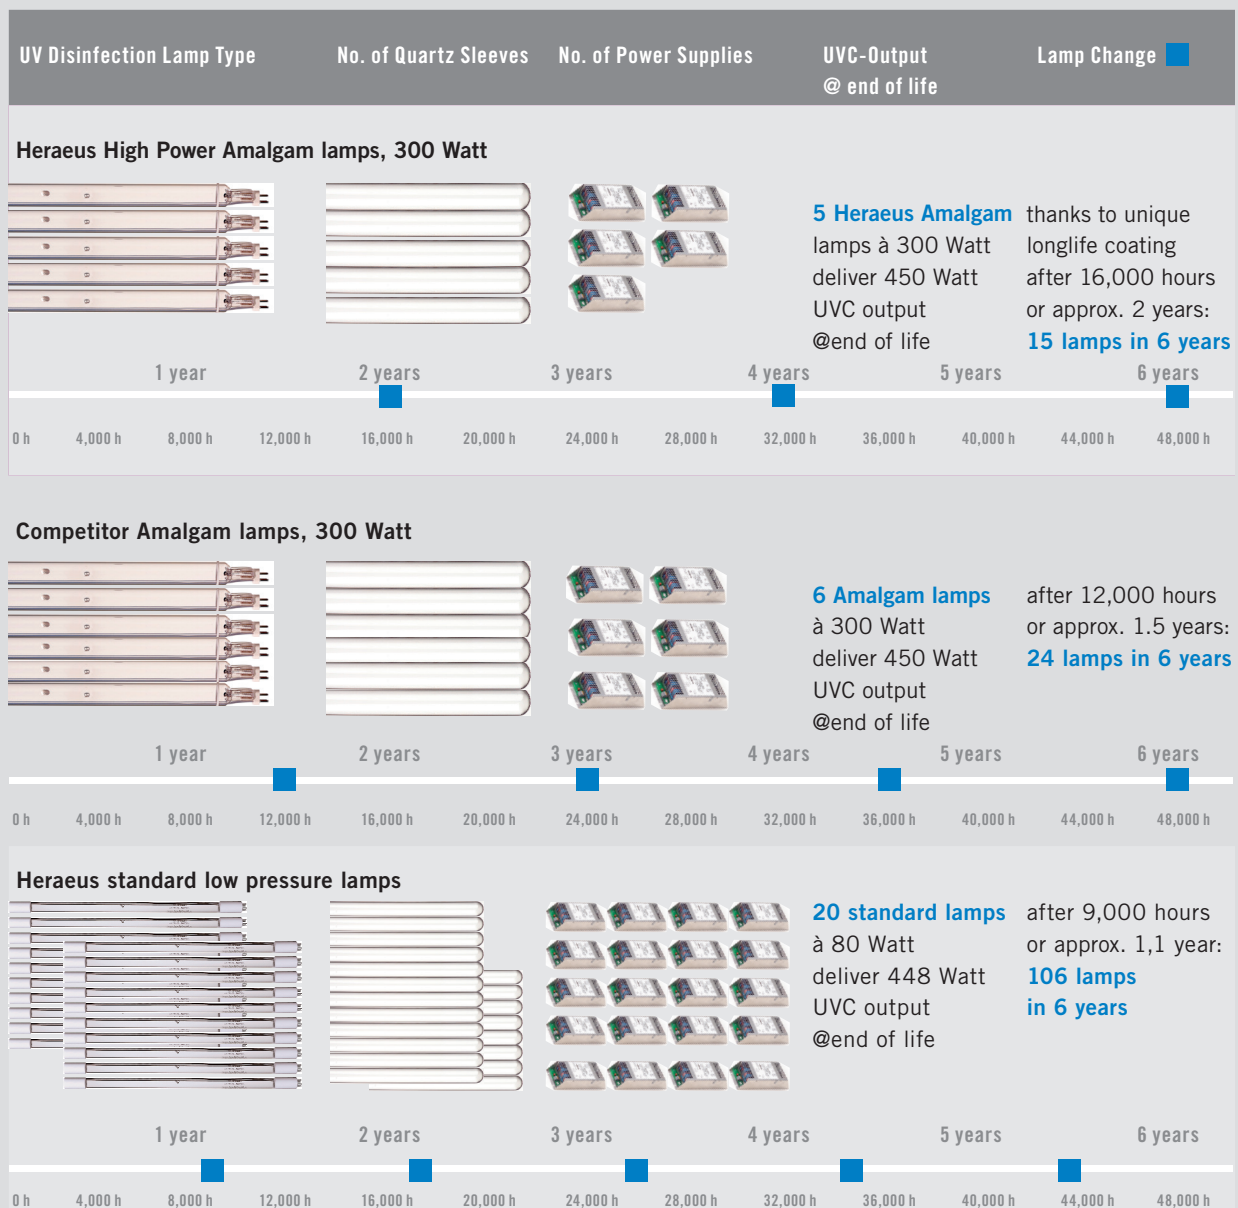 UV Disinfection Lamp Type No. of Quartz Sleeves No. of Power Supplies UVC-Output Lamp Change
@ end of life
Heraeus High Power Amalgam lamps, 300 Watt
5 Heraeus Amalgam
lamps à 300 Watt
deliver 450 Watt
UVC output
@end of life
thanks to unique
longlife coating
after 16,000 hours
or approx. 2 years:
15 lamps in 6 years
1 year 2 years 3 years 4 years 5 years 6 years
0 h 4,000 h 8,000 h 12,000 h 16,000 h 20,000 h 24,000 h 28,000 h 32,000 h 36,000 h 40,000 h 44,000 h 48,000 h
Competitor Amalgam lamps, 300 Watt
6 Amalgam lamps
à 300 Watt
deliver 450 Watt
UVC output
@end of life
after 12,000 hours
or approx. 1.5 years:
24 lamps in 6 years
1 year 2 years 3 years 4 years 5 years 6 years
0 h 4,000 h 8,000 h 12,000 h 16,000 h 20,000 h 24,000 h 28,000 h 32,000 h 36,000 h 40,000 h 44,000 h 48,000 h
Heraeus standard low pressure lamps
20 standard lamps
à 80 Watt
deliver 448 Watt
UVC output
@end of life
after 9,000 hours
or approx. 1,1 year:
106 lamps
in 6 years
1 year 2 years 3 years 4 years 5 years 6 years
0 h 4,000 h 8,000 h 12,000 h 16,000 h 20,000 h 24,000 h 28,000 h 32,000 h 36,000 h 40,000 h 44,000 h 48,000 h